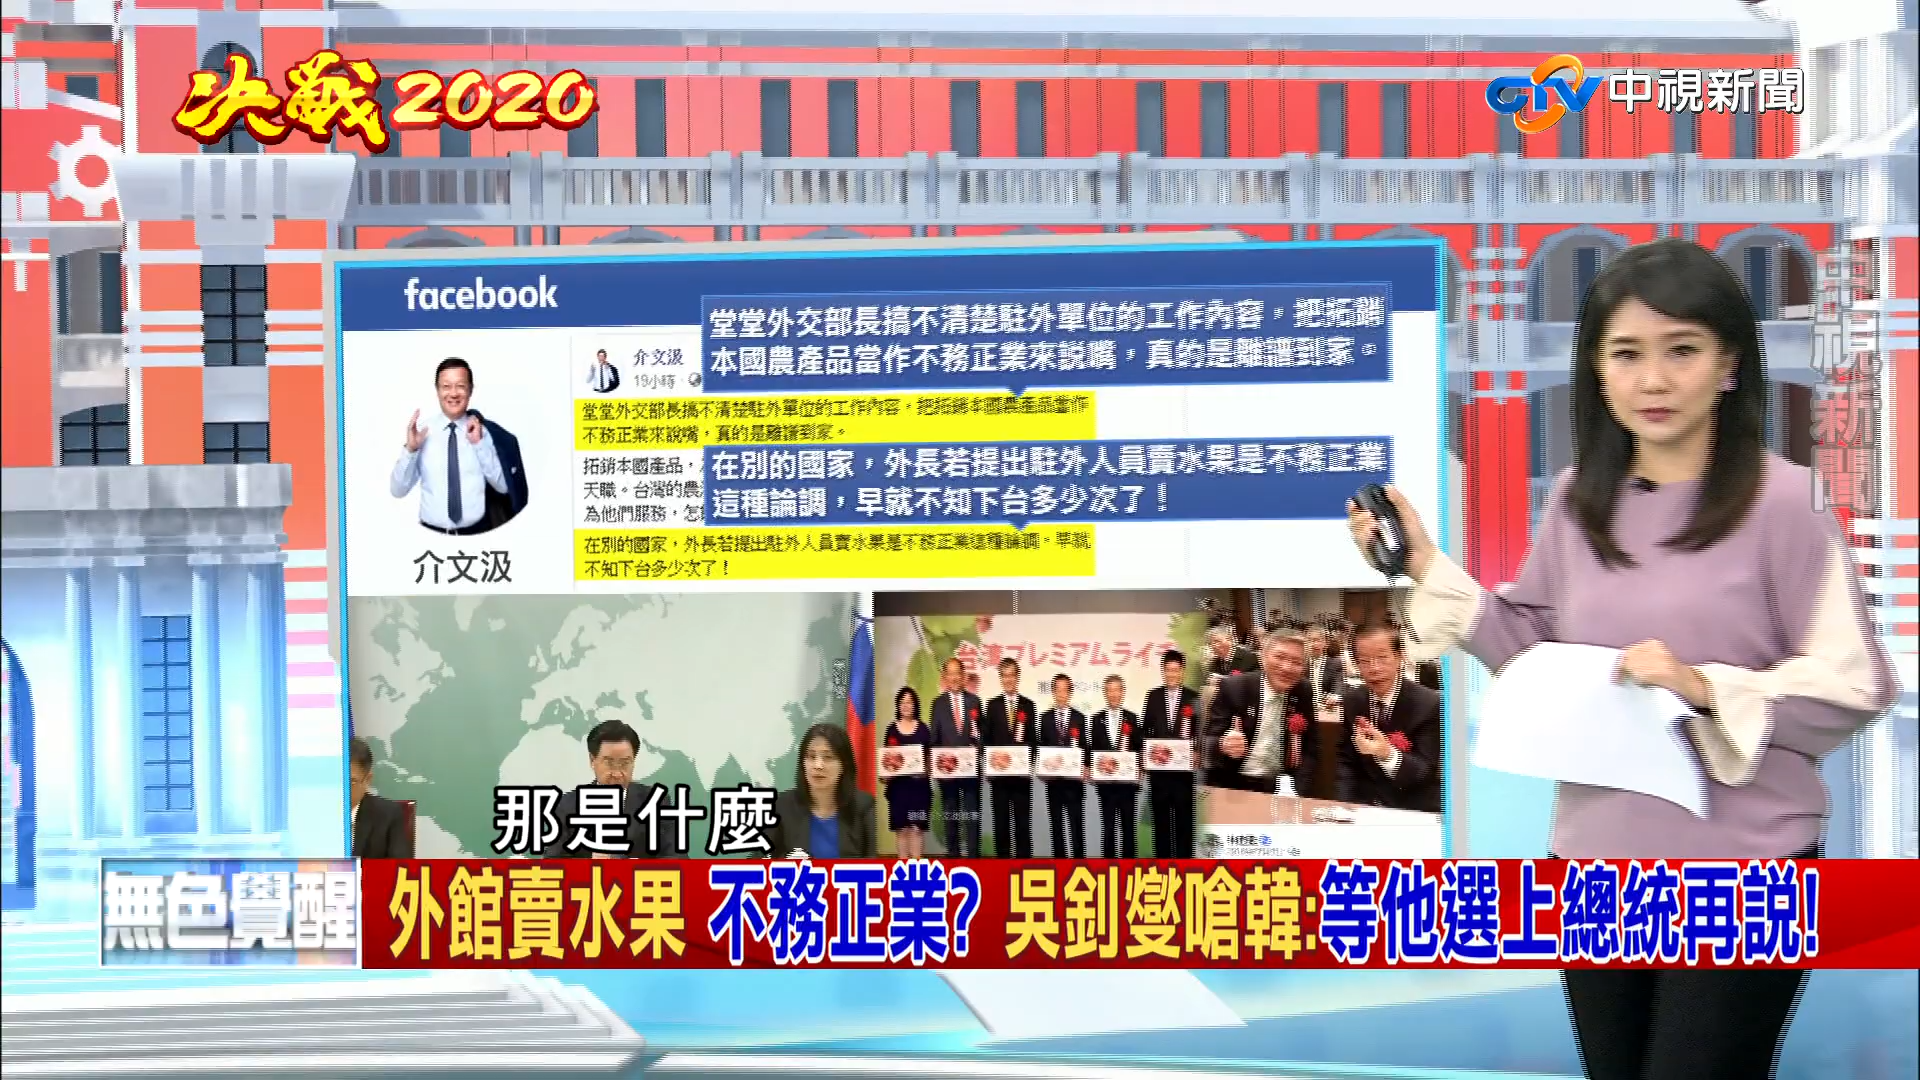 決戰2020
CTV中視新聞
中視新聞
facebook
堂堂外交部長搞不清楚駐外單位的工作內容，把拓銷
本國農產品當作不務正業來說嘴，真的是離譜到家。
介文汲
19小時
堂堂外交部長搞不清楚駐外單位的工作內容，把拓銷本國農產品當作
不務正業來說嘴，真的是離譜到家。
在別的國家，外長若提出駐外人員賣水果是不務正業
這種論調，早就不知下台多少次了！
拓銷本國產品，
天職。台灣的農
為他們服務，怎
在別的國家，外長若提出駐外人員賣水果是不務正業這種論調，早就
不知下台多少次了！
介文汲
台湾プレミアムライチ
那是什麼
無色覺醒
外館賣水果 不務正業? 吳釗燮嗆韓:等他選上總統再說!